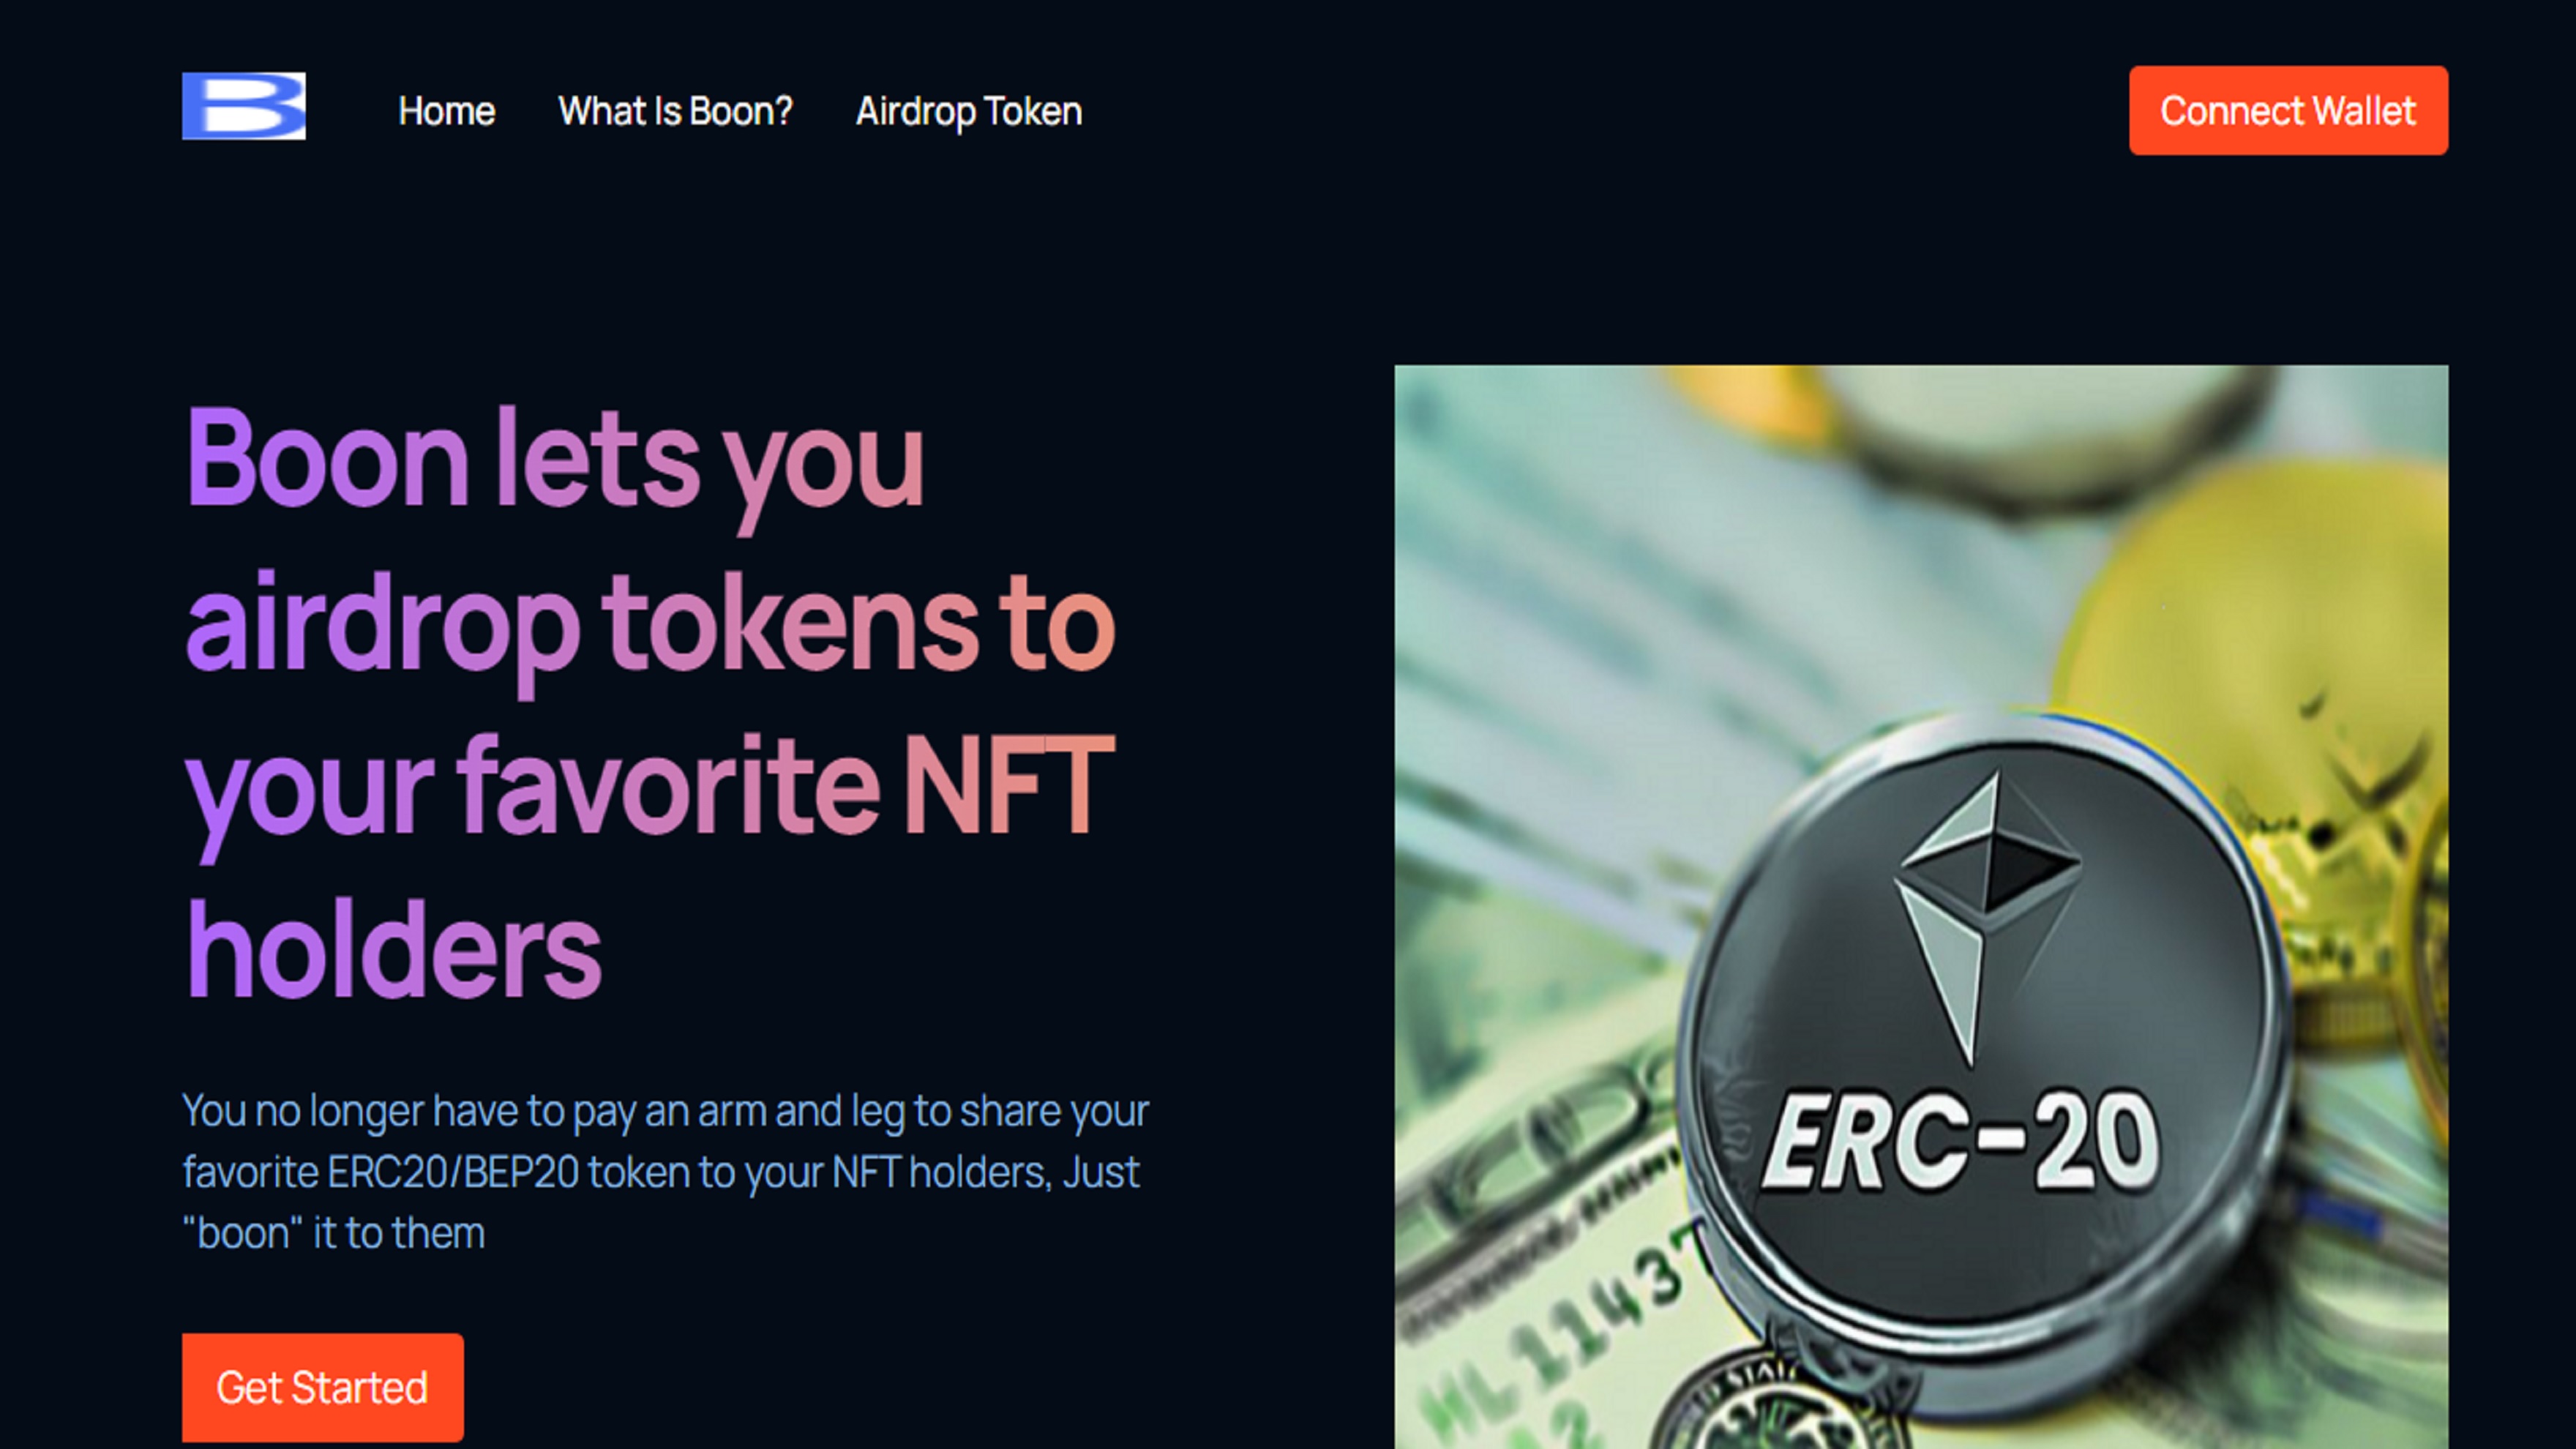 B
Home
What Is Boon?
Airdrop Token
Connect Wallet
Boon lets you
airdrop tokens to
your favorite NFT
holders
You no longer have to pay an arm and leg to share your
favorite ERC20/BEP20 token to your NFT holders, Just
"boon" it to them
Get Started
ERC-20